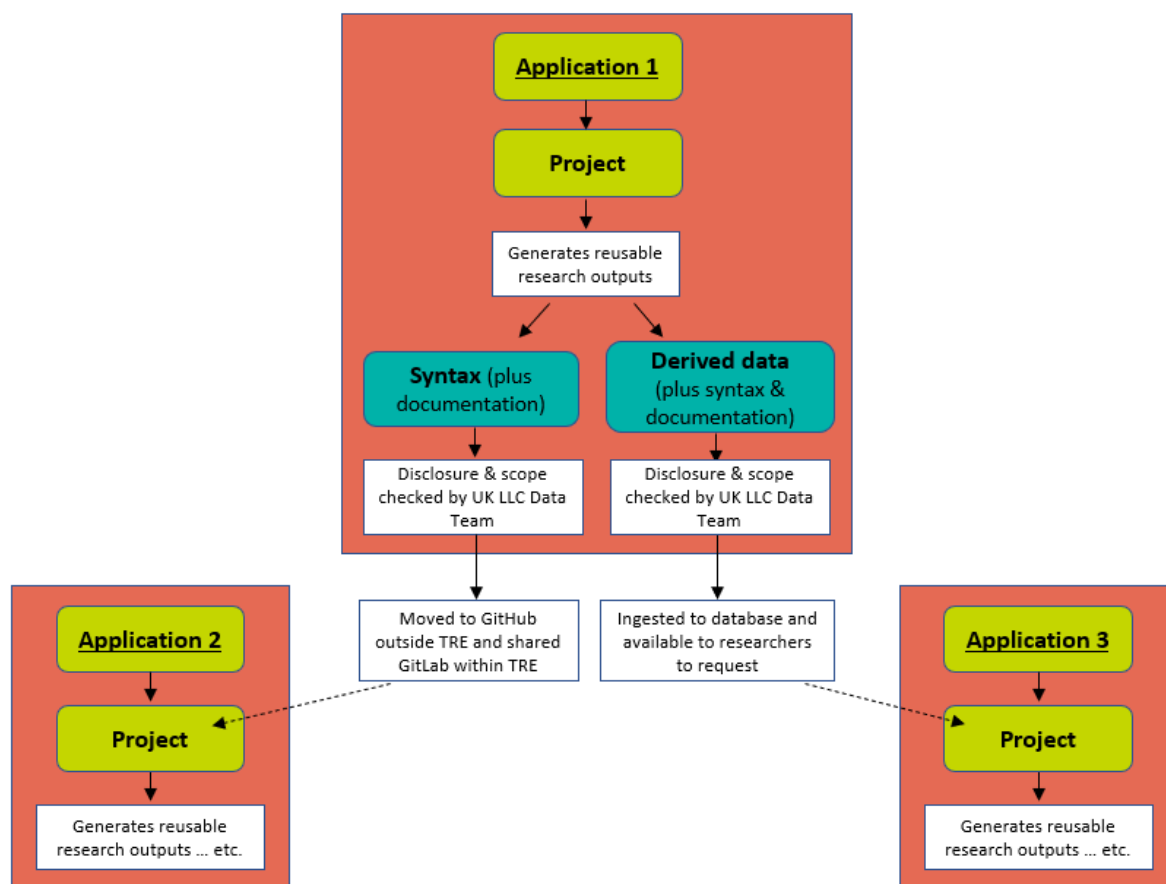 Application 1
Project
Generates reusable
research outputs
Syntax (plus
documentation)
Derived data
(plus syntax &
documentation)
Disclosure & scope
checked by UK LLC Data
Team
Disclosure & scope
checked by UK LLC Data
Team
Moved to GitHub
outside TRE and shared
GitLab within TRE
Ingested to database and
available to researchers
to request
Application 2
Project
Generates reusable
research outputs ... etc.
Application 3
Project
Generates reusable
research outputs ... etc.